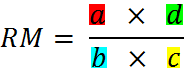 RM = a × d / b × c